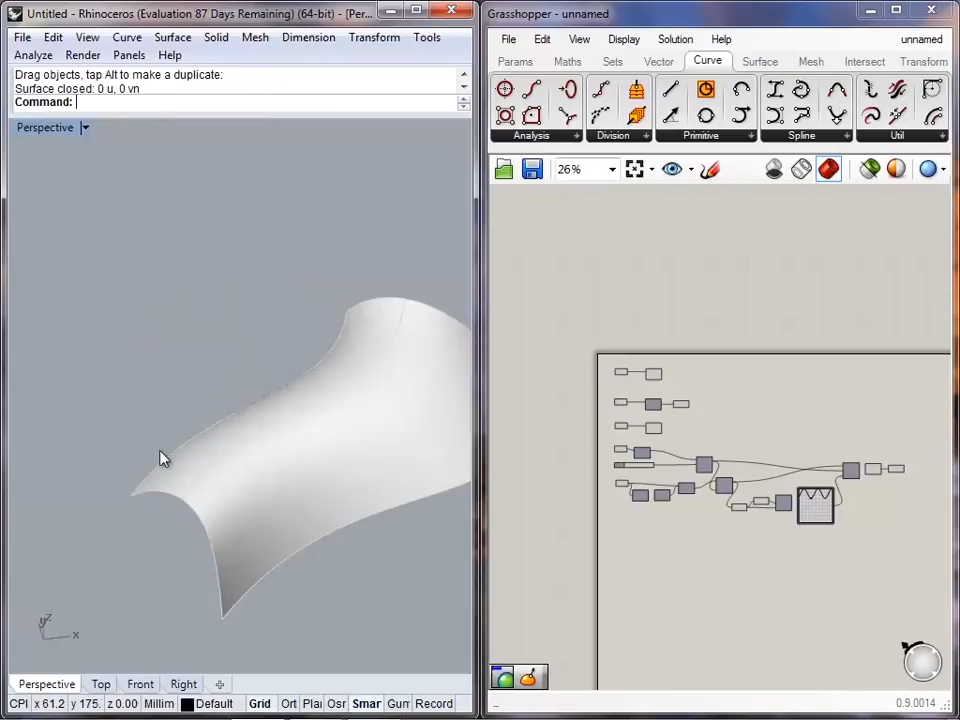 Untitled - Rhinoceros (Evaluation 87 Days Remaining) (64-bit) - [Per...
File Edit View Curve Surface Solid Mesh Dimension Transform Tools
Analyze Render Panels Help
Drag objects, tap Alt to make a duplicate:
Surface closed: 0 u, 0 vn
Command:
Perspective
z
y
x
Perspective Top Front Right
CPl x 61.2 y 175. z 0.00 Millim Default Grid Ort Plai Osr Smar Gum Record
Grasshopper - unnamed
File Edit View Display Solution Help unnamed
Params Maths Sets Vector Curve Surface Mesh Intersect Transform
Analysis Division Primitive Spline Util
26%
0.9.0014